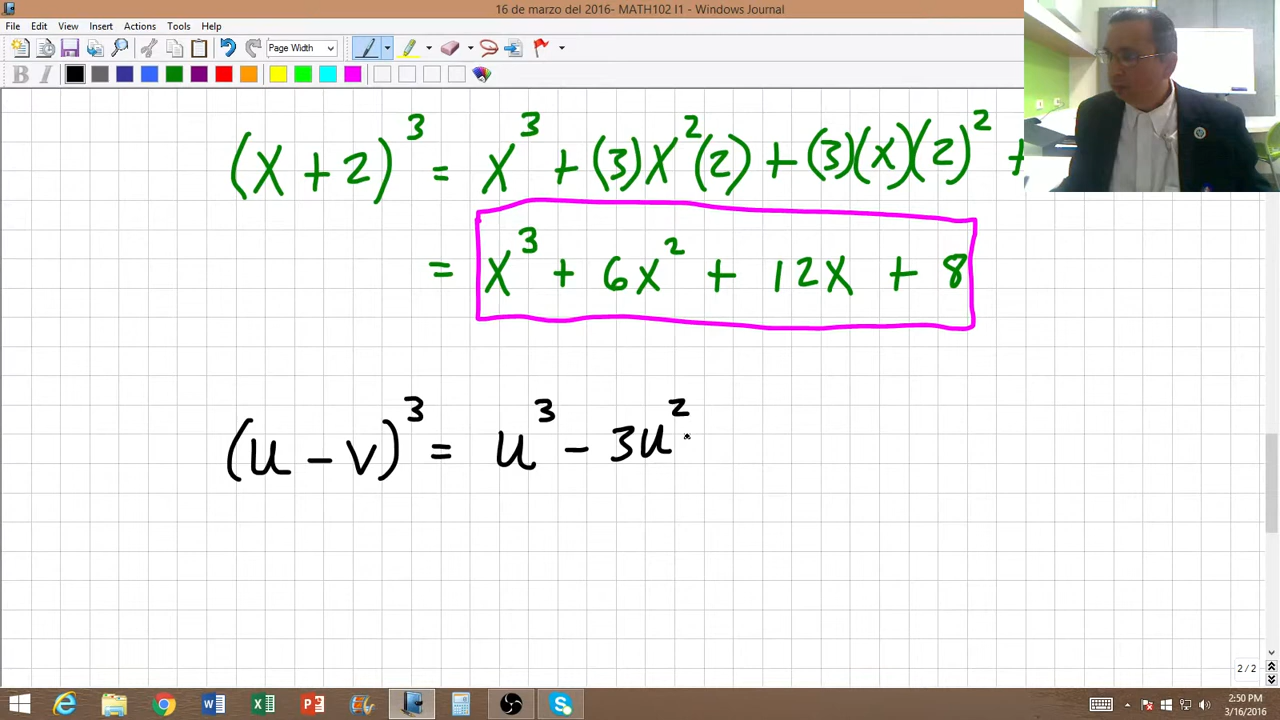 16 de marzo del 2016- MATH102 I1 - Windows Journal
File Edit View Insert Actions Tools Help
Page Width
B I
(X + 2)³ = X³ + (3)X²(2) + (3)(X)(2)² +
= X³ + 6X² + 12X + 8
(u - v)³ = u³ - 3u²
2 / 2
2:50 PM
3/16/2016